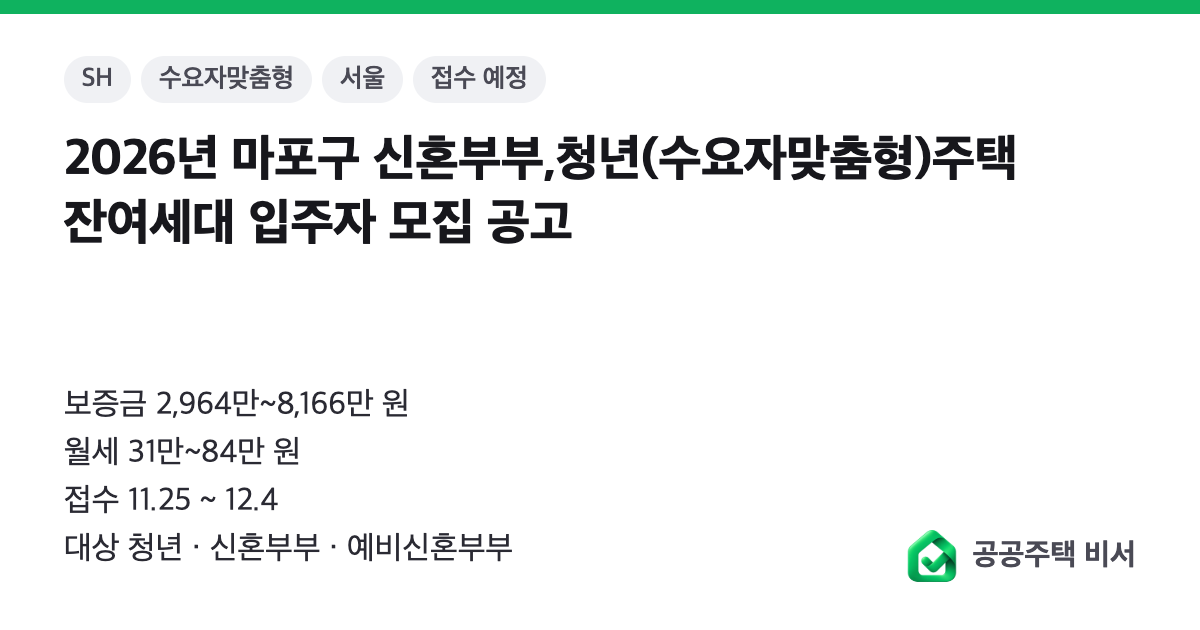 SH 수요자맞춤형 서울 접수 예정
2026년 마포구 신혼부부,청년(수요자맞춤형)주택
잔여세대 입주자 모집 공고
보증금 2,964만~8,166만 원
월세 31만~84만 원
접수 11.25 ~ 12.4
대상 청년 · 신혼부부 · 예비신혼부부
공공주택 비서